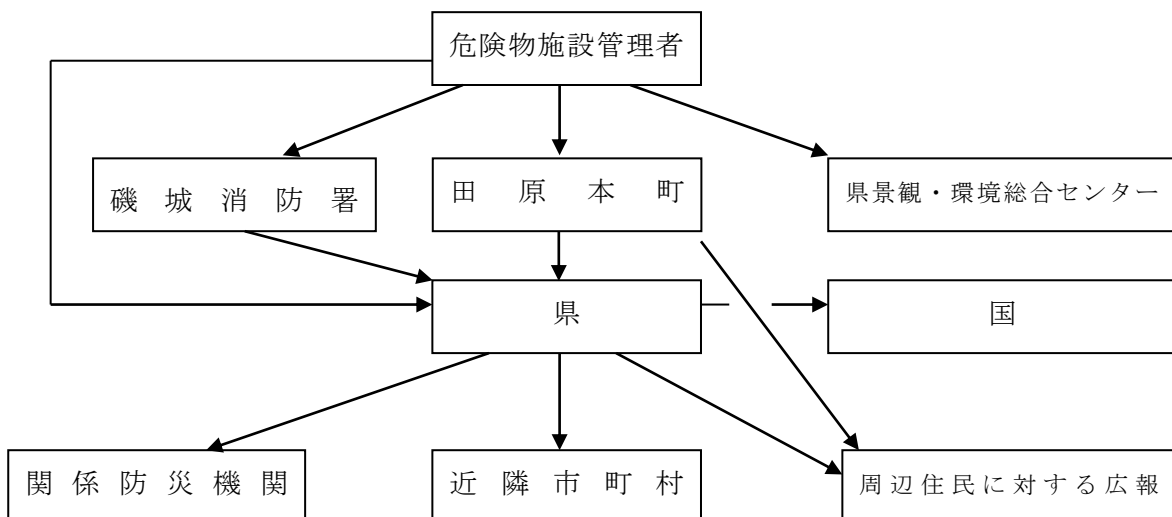 危険物施設管理者
磯城消防署
田原本町
県景観・環境総合センター
県
国
関係防災機関
近隣市町村
周辺住民に対する広報